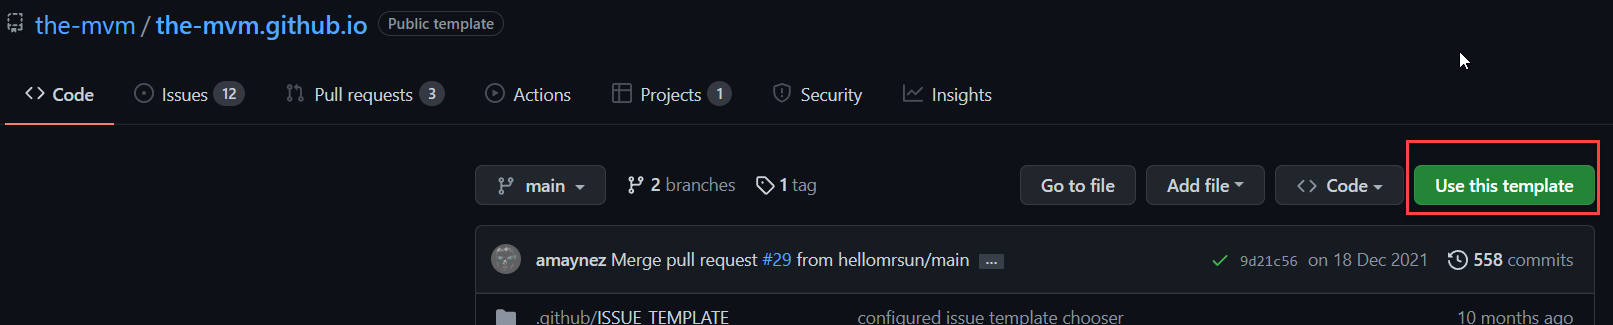 the-mvm / the-mvm.github.io Public template
Code Issues 12 Pull requests 3 Actions Projects 1 Security Insights
main 2 branches 1 tag Go to file Add file Code Use this template
amaynez Merge pull request #29 from hellomrsun/main ... 9d21c56 on 18 Dec 2021 558 commits
.github/ISSUE_TEMPLATE configured issue template chooser 10 months ago